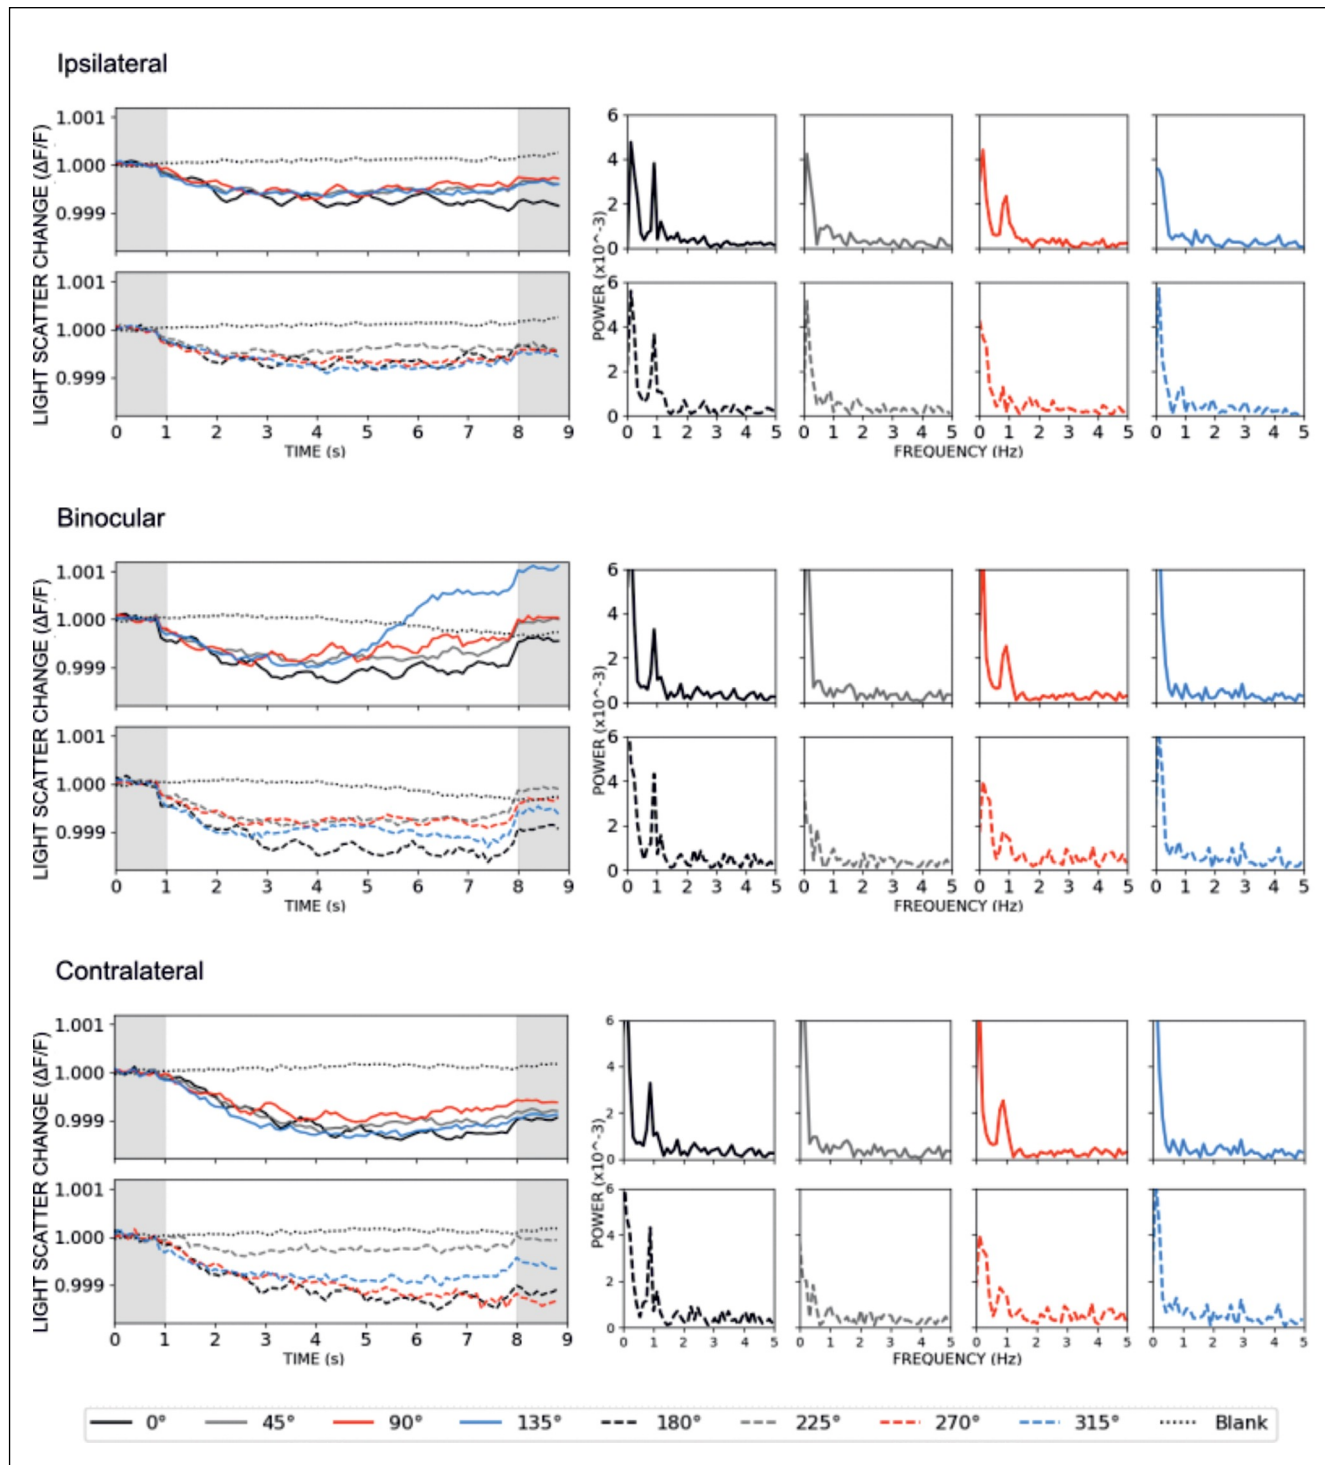 Ipsilateral
LIGHT SCATTER CHANGE (ΔF/F)
1.001
1.000
0.999
1.001
1.000
0.999
0 1 2 3 4 5 6 7 8 9
TIME (s)
POWER (x10^-3)
6
4
2
0
6
4
2
0
0 1 2 3 4 5
0 1 2 3 4 5
0 1 2 3 4 5
0 1 2 3 4 5
FREQUENCY (Hz)
Binocular
LIGHT SCATTER CHANGE (ΔF/F)
1.001
1.000
0.999
1.001
1.000
0.999
0 1 2 3 4 5 6 7 8 9
TIME (s)
POWER (x10^-3)
6
4
2
0
6
4
2
0
0 1 2 3 4 5
0 1 2 3 4 5
0 1 2 3 4 5
0 1 2 3 4 5
FREQUENCY (Hz)
Contralateral
LIGHT SCATTER CHANGE (ΔF/F)
1.001
1.000
0.999
1.001
1.000
0.999
0 1 2 3 4 5 6 7 8 9
TIME (s)
POWER (x10^-3)
6
4
2
0
6
4
2
0
0 1 2 3 4 5
0 1 2 3 4 5
0 1 2 3 4 5
0 1 2 3 4 5
FREQUENCY (Hz)
0° 45° 90° 135° 180° 225° 270° 315° Blank